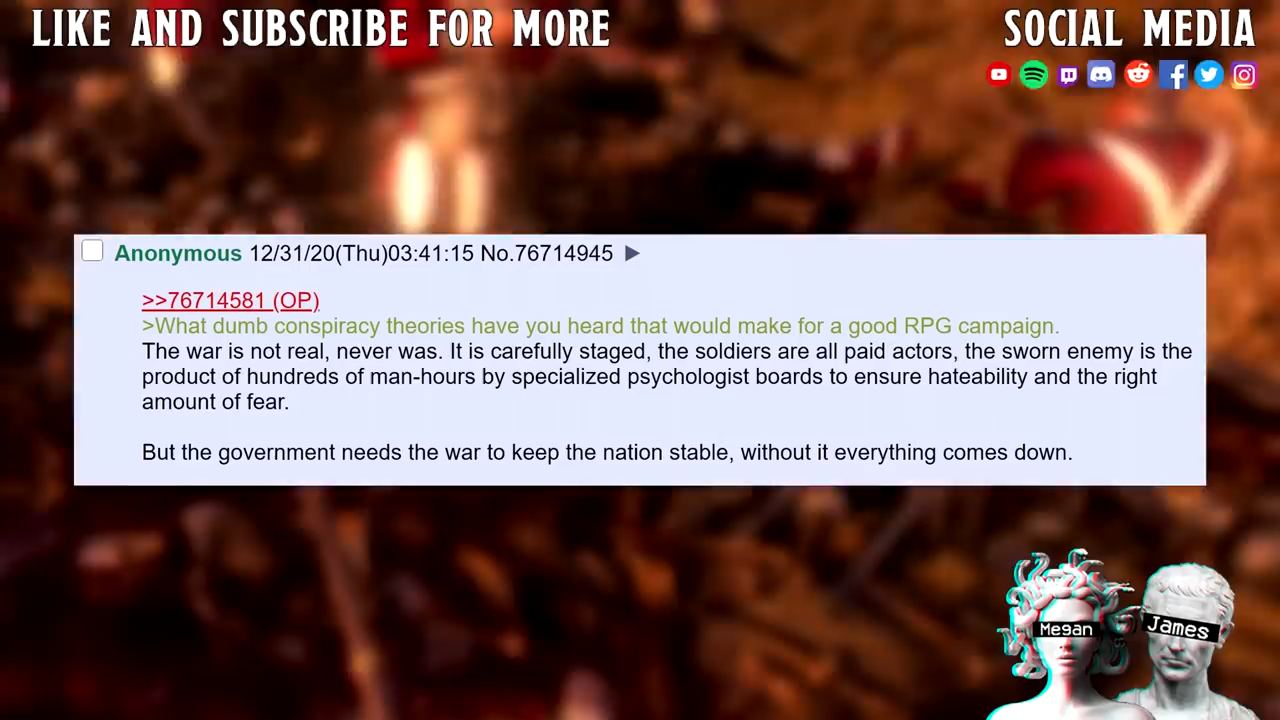 LIKE AND SUBSCRIBE FOR MORE
SOCIAL MEDIA
Anonymous 12/31/20(Thu)03:41:15 No.76714945
>>76714581 (OP)
>What dumb conspiracy theories have you heard that would make for a good RPG campaign.
The war is not real, never was. It is carefully staged, the soldiers are all paid actors, the sworn enemy is the
product of hundreds of man-hours by specialized psychologist boards to ensure hateability and the right
amount of fear.
But the government needs the war to keep the nation stable, without it everything comes down.
Megan
James